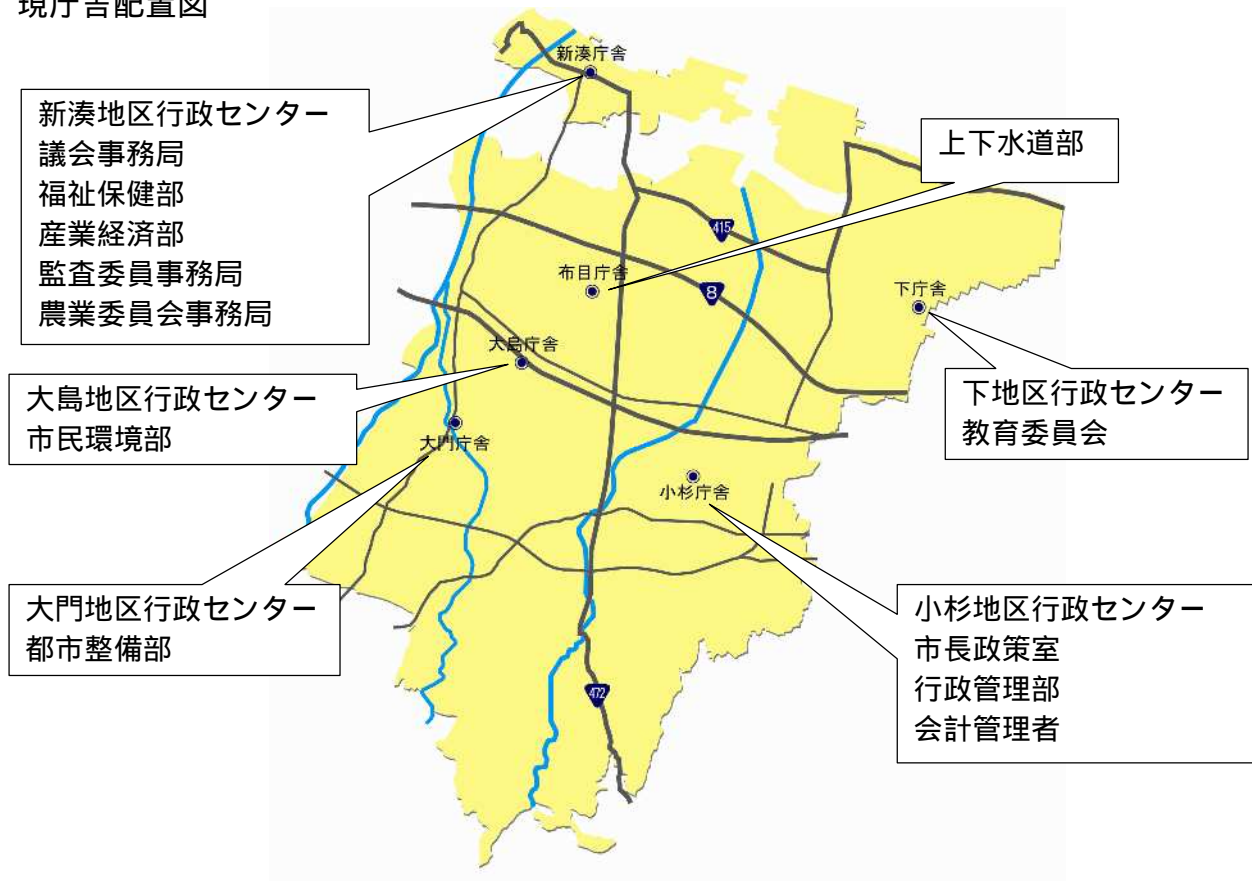 現庁舎配置図
新湊庁舎
新湊地区行政センター
議会事務局
福祉保健部
産業経済部
監査委員事務局
農業委員会事務局
上下水道部
415
布目庁舎
8
下庁舎
大島庁舎
大島地区行政センター
市民環境部
下地区行政センター
教育委員会
大門庁舎
小杉庁舎
大門地区行政センター
都市整備部
小杉地区行政センター
市長政策室
行政管理部
会計管理者
472